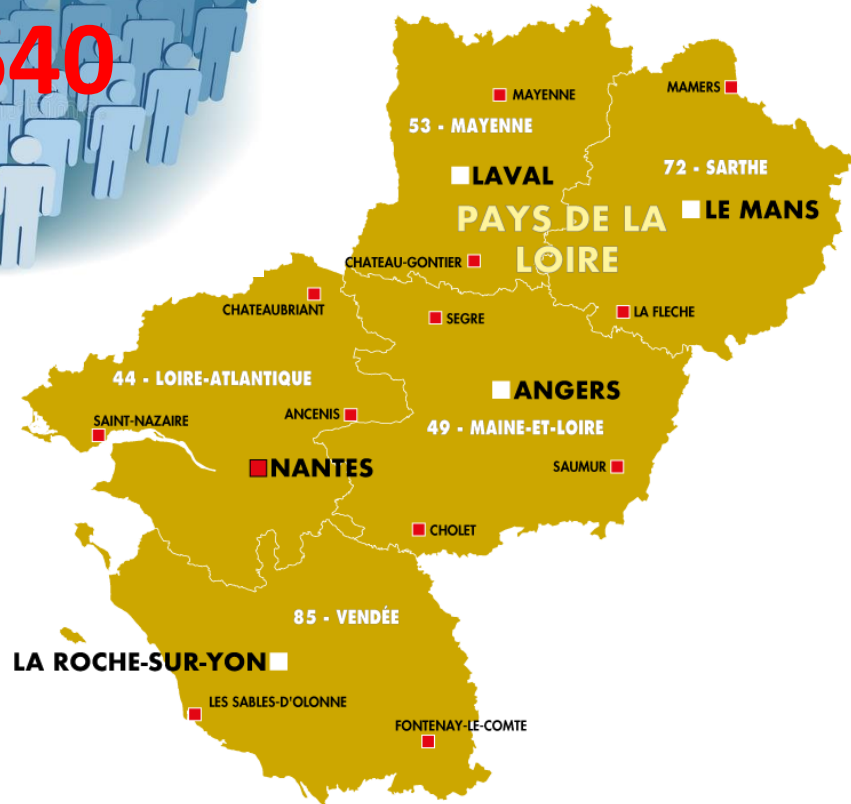 640
MAYENNE
MAMERS
53 - MAYENNE
72 - SARTHE
LAVAL
LE MANS
PAYS DE LA
LOIRE
CHATEAU-GONTIER
CHATEAUBRIANT
SEGRE
LA FLECHE
44 - LOIRE-ATLANTIQUE
ANGERS
SAINT-NAZAIRE
ANCENIS
49 - MAINE-ET-LOIRE
NANTES
SAUMUR
CHOLET
85 - VENDÉE
LA ROCHE-SUR-YON
LES SABLES-D'OLONNE
FONTENAY-LE-COMTE